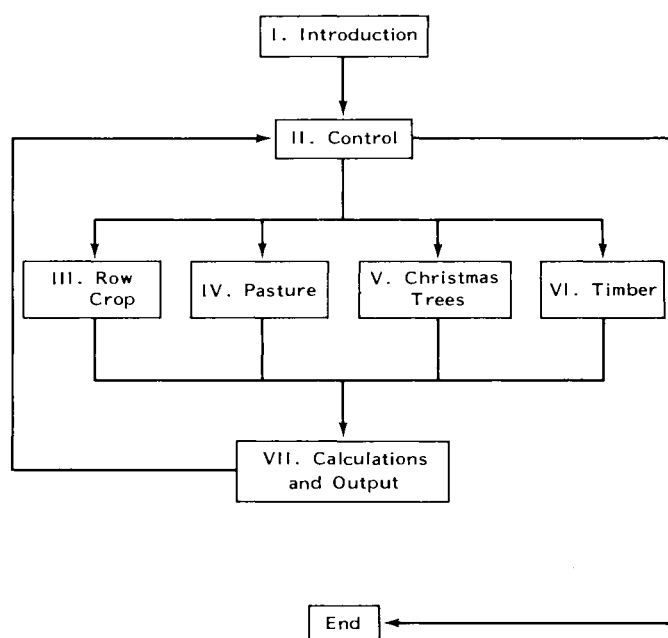 I. Introduction
II. Control
III. Row
Crop
IV. Pasture
V. Christmas
Trees
VI. Timber
VII. Calculations
and Output
End